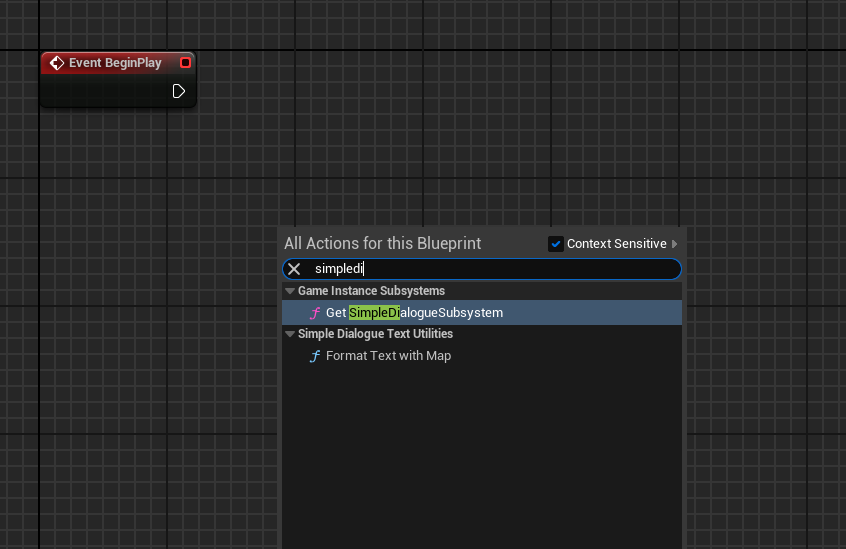 Event BeginPlay
All Actions for this Blueprint
Context Sensitive
simpledi
Game Instance Subsystems
Get SimpleDialogueSubsystem
Simple Dialogue Text Utilities
Format Text with Map